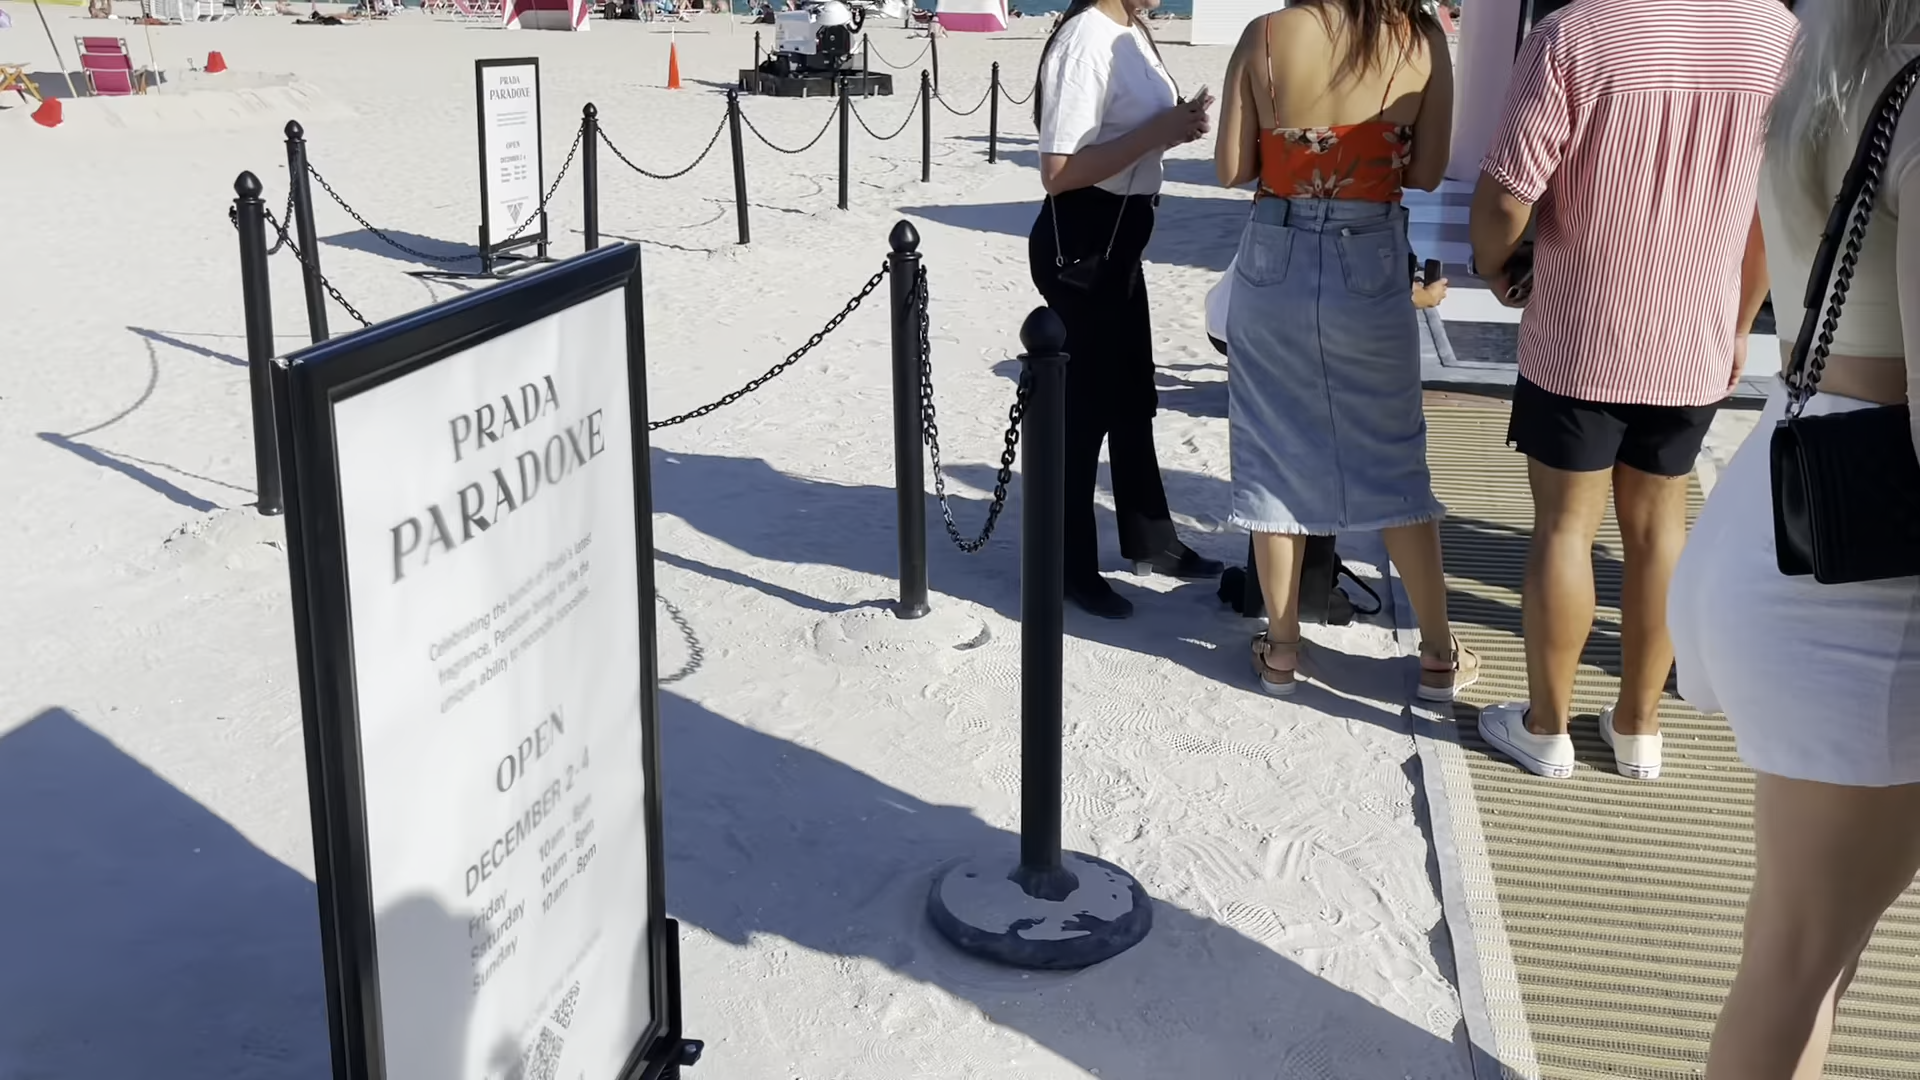 PRADA
PARADOXE
OPEN
PRADA
PARADOXE
Celebrating the launch of Prada's latest
fragrance, Paradoxe brings to life the
unique ability to reconcile opposites.
OPEN
DECEMBER 2-4
Friday 10am - 8pm
Saturday 10am - 8pm
Sunday 10am - 8pm